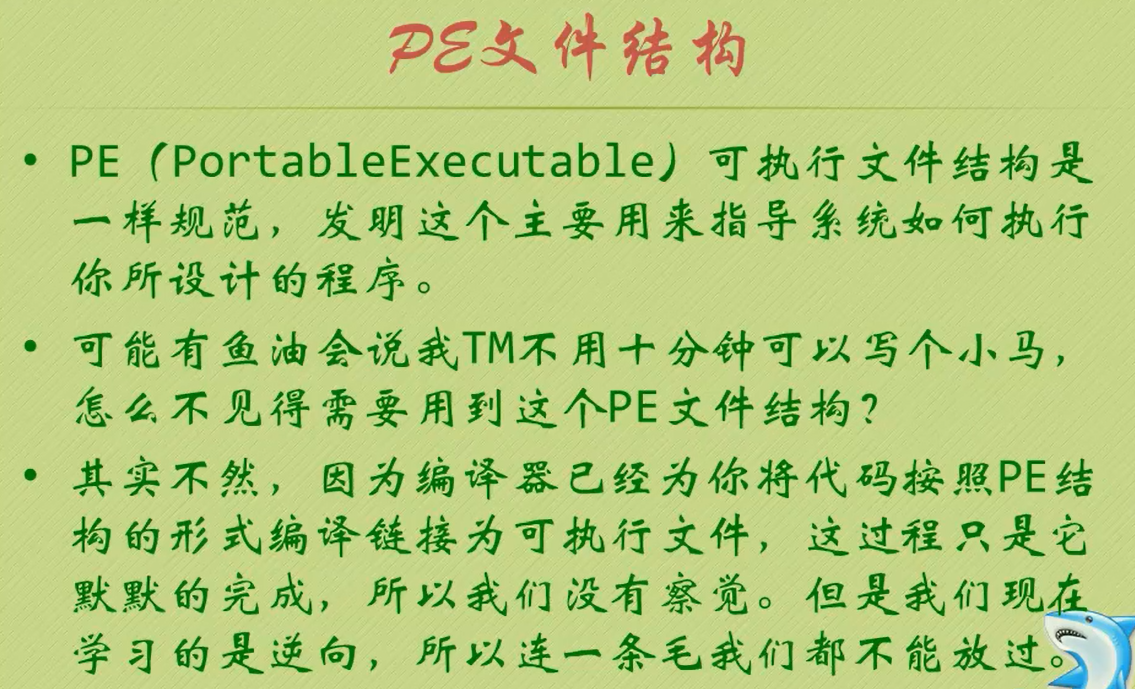 PE文件结构
• PE（PortableExecutable）可执行文件结构是
一样规范，发明这个主要用来指导系统如何执行
你所设计的程序。
• 可能有鱼油会说我TM不用十分钟可以写个小马，
怎么不见得需要用到这个PE文件结构？
• 其实不然，因为编译器已经为你将代码按照PE结
构的形式编译链接为可执行文件，这过程只是它
默默的完成，所以我们没有察觉。但是我们现在
学习的是逆向，所以连一条毛我们都不能放过。